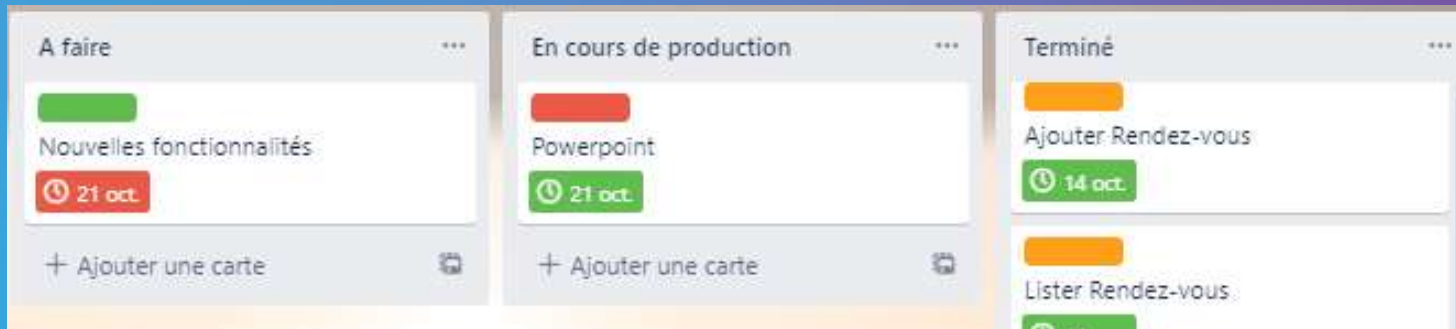 A faire
Nouvelles fonctionnalités
21 oct.
+ Ajouter une carte
En cours de production
Powerpoint
21 oct.
+ Ajouter une carte
Terminé
Ajouter Rendez-vous
14 oct.
Lister Rendez-vous